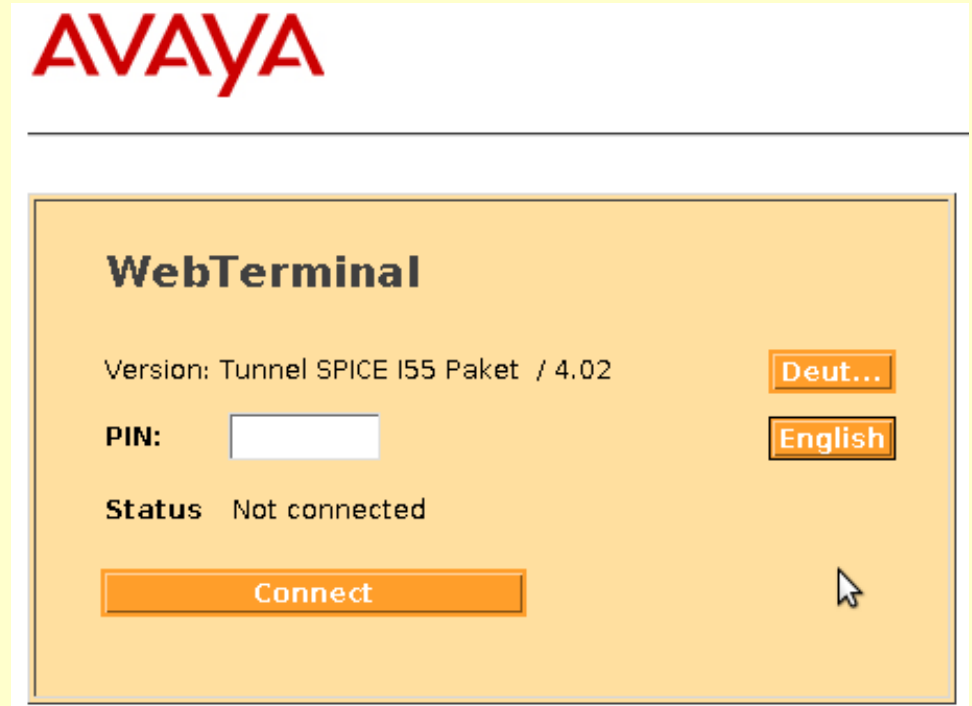 AVAYA
WebTerminal
Version: Tunnel SPICE I55 Paket / 4.02
Deut...
PIN:
English
Status Not connected
Connect